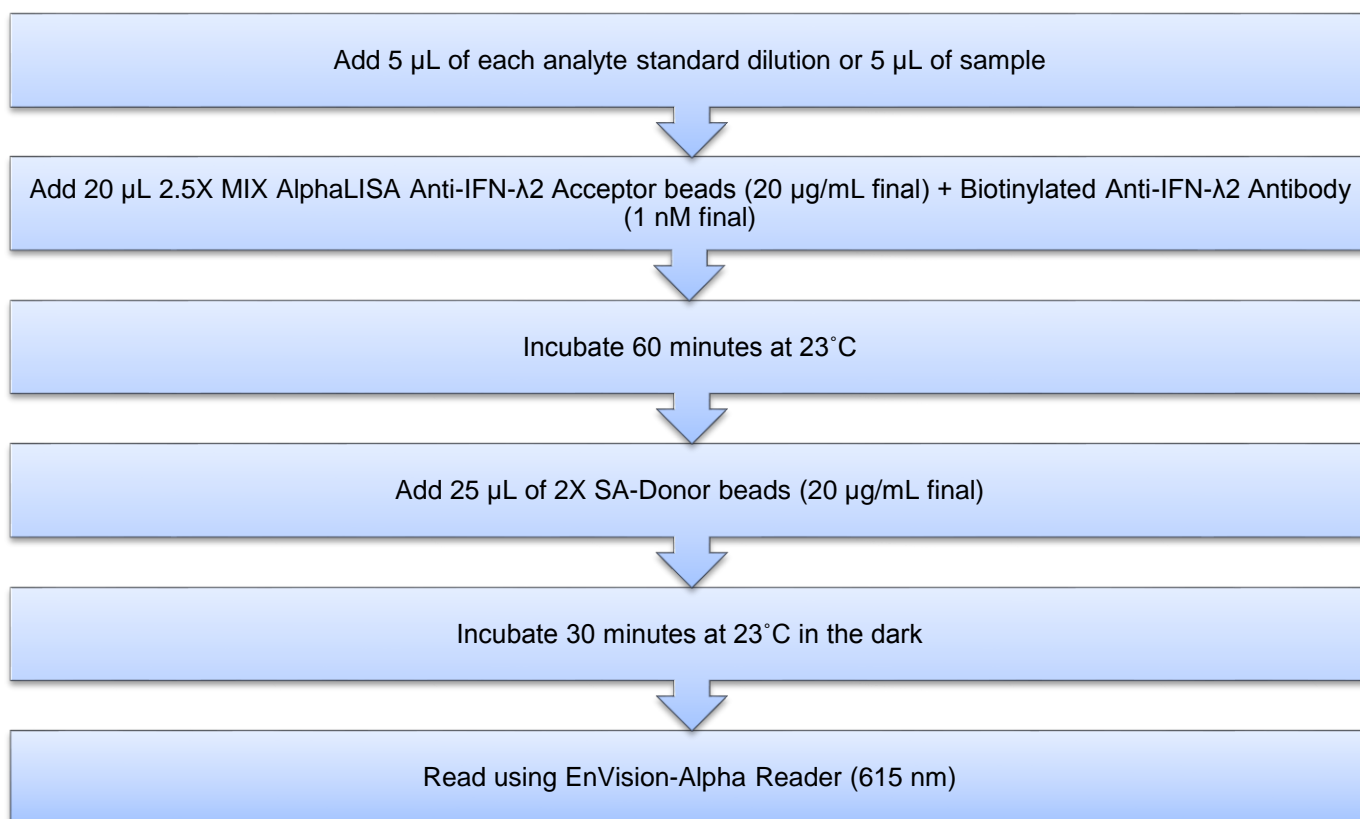 Add 5 µL of each analyte standard dilution or 5 µL of sample
Add 20 µL 2.5X MIX AlphaLISA Anti-IFN-λ2 Acceptor beads (20 µg/mL final) + Biotinylated Anti-IFN-λ2 Antibody
(1 nM final)
Incubate 60 minutes at 23˚C
Add 25 µL of 2X SA-Donor beads (20 µg/mL final)
Incubate 30 minutes at 23˚C in the dark
Read using EnVision-Alpha Reader (615 nm)